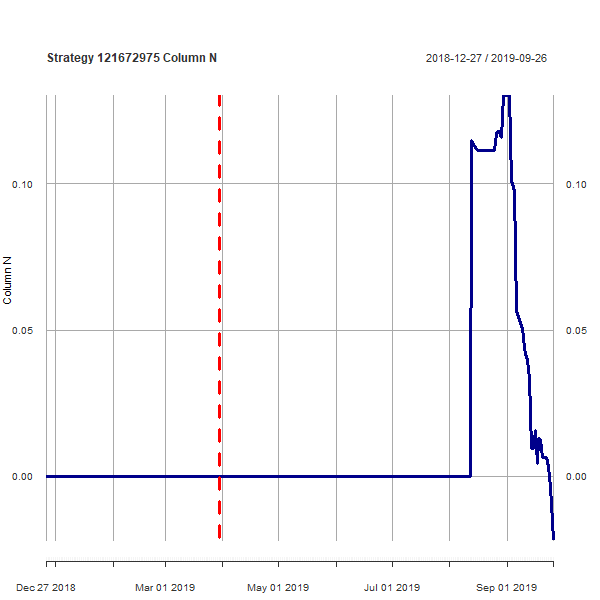 Strategy 121672975 Column N
2018-12-27 / 2019-09-26
0.10
0.10
Column N
0.05
0.05
0.00
0.00
Dec 27 2018
Mar 01 2019
May 01 2019
Jul 01 2019
Sep 01 2019